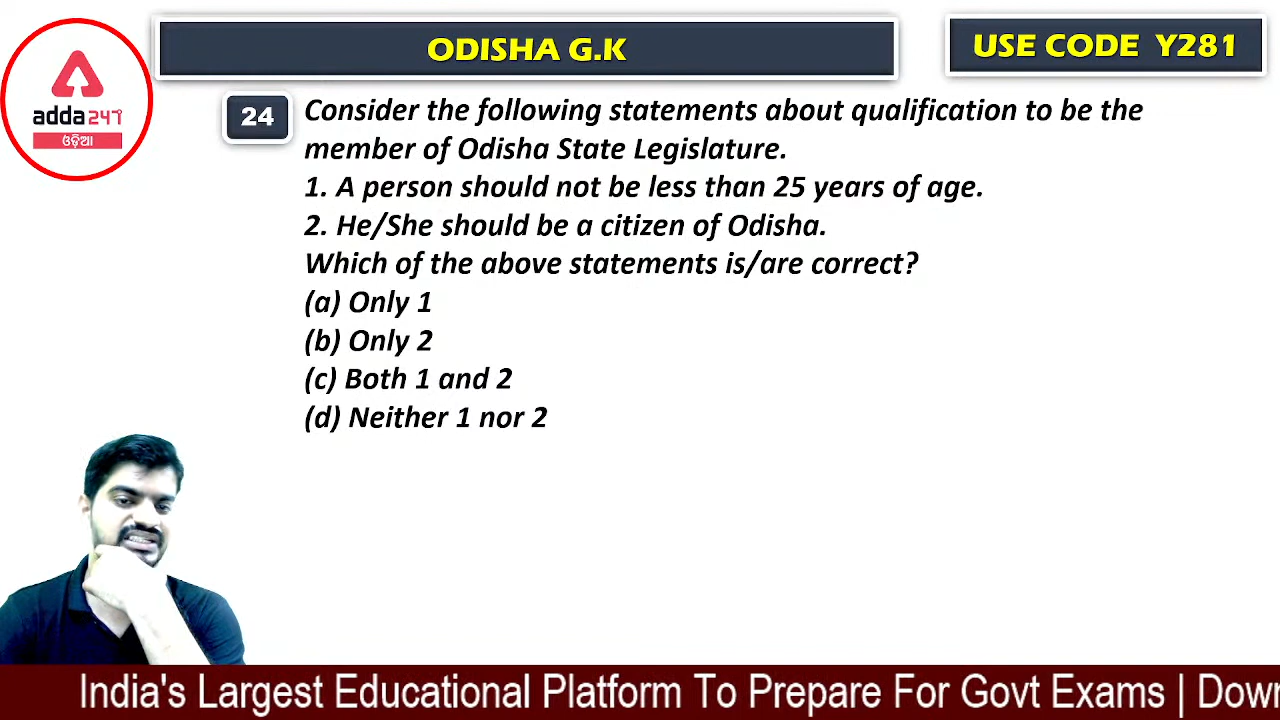 ODISHA G.K
USE CODE Y281
adda247
ଓଡ଼ିଆ
24
Consider the following statements about qualification to be the
member of Odisha State Legislature.
1. A person should not be less than 25 years of age.
2. He/She should be a citizen of Odisha.
Which of the above statements is/are correct?
(a) Only 1
(b) Only 2
(c) Both 1 and 2
(d) Neither 1 nor 2
India's Largest Educational Platform To Prepare For Govt Exams | Down